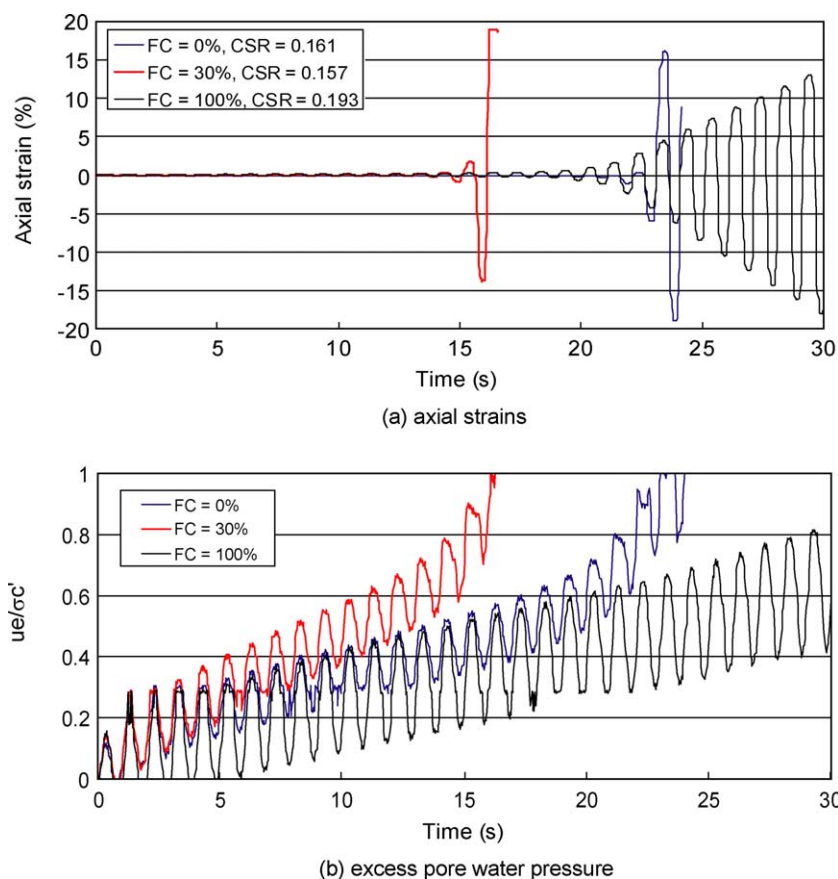 20
15
10
5
0
-5
-10
-15
-20
Axial strain (%)
FC = 0%, CSR = 0.161
FC = 30%, CSR = 0.157
FC = 100%, CSR = 0.193
0 5 10 15 20 25 30
Time (s)
(a) axial strains
1
0.8
0.6
0.4
0.2
0
ue/σc'
FC = 0%
FC = 30%
FC = 100%
0 5 10 15 20 25 30
Time (s)
(b) excess pore water pressure